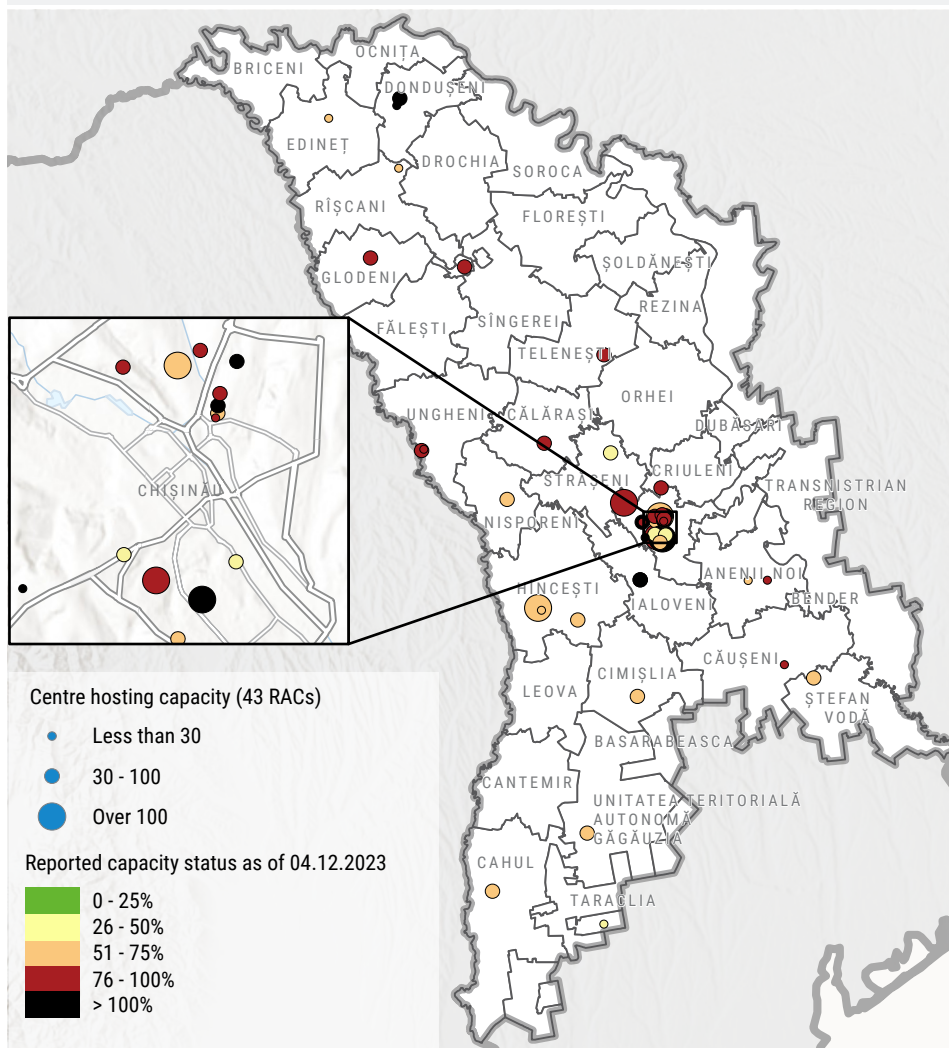 OCNIȚA
BRICENI
DONDUȘENI
EDINEȚ
DROCHIA
SOROCA
RÎȘCANI
FLOREȘTI
ȘOLDĂNEȘTI
GLODENI
REZINA
FĂLEȘTI
SÎNGEREI
TELENEȘTI
ORHEI
UNGHENI
CĂLĂRAȘI
DUBĂSARI
CRIULENI
STRĂȘENI
TRANSNISTRIAN
REGION
CHIȘINĂU
NISPORENI
ANENII NOI
HÎNCEȘTI
BENDER
IALOVENI
CĂUȘENI
CIMIȘLIA
LEOVA
ȘTEFAN
VODĂ
BASARABEASCA
CANTEMIR
UNITATEA TERITORIALĂ
AUTONOMĂ
GĂGĂUZIA
CAHUL
TARACLIA
Centre hosting capacity (43 RACs)
Less than 30
30 - 100
Over 100
Reported capacity status as of 04.12.2023
0 - 25%
26 - 50%
51 - 75%
76 - 100%
> 100%